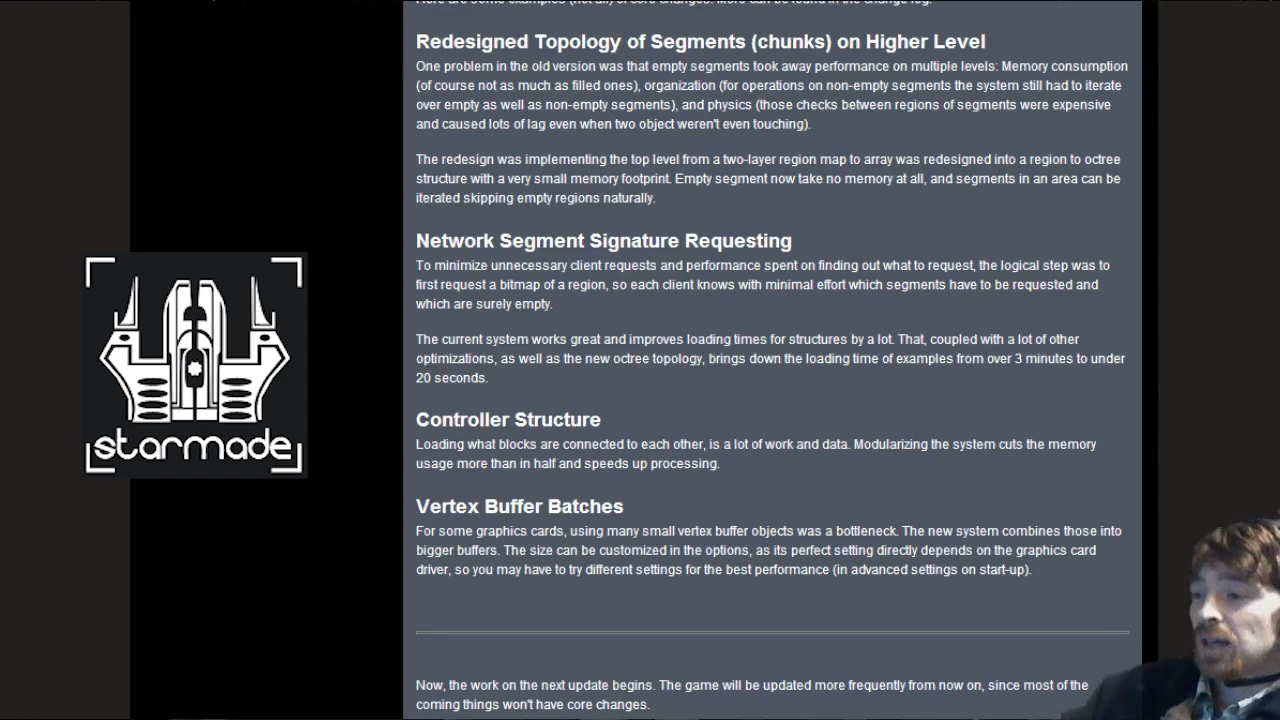 Here are some examples (not all) of core changes. More can be found in the change log.
Redesigned Topology of Segments (chunks) on Higher Level
One problem in the old version was that empty segments took away performance on multiple levels: Memory consumption
(of course not as much as filled ones), organization (for operations on non-empty segments the system still had to iterate
over empty as well as non-empty segments), and physics (those checks between regions of segments were expensive
and caused lots of lag even when two object weren't even touching).
The redesign was implementing the top level from a two-layer region map to array was redesigned into a region to octree
structure with a very small memory footprint. Empty segment now take no memory at all, and segments in an area can be
iterated skipping empty regions naturally.
Network Segment Signature Requesting
To minimize unnecessary client requests and performance spent on finding out what to request, the logical step was to
first request a bitmap of a region, so each client knows with minimal effort which segments have to be requested and
which are surely empty.
The current system works great and improves loading times for structures by a lot. That, coupled with a lot of other
optimizations, as well as the new octree topology, brings down the loading time of examples from over 3 minutes to under
20 seconds.
Controller Structure
Loading what blocks are connected to each other, is a lot of work and data. Modularizing the system cuts the memory
usage more than in half and speeds up processing.
Vertex Buffer Batches
For some graphics cards, using many small vertex buffer objects was a bottleneck. The new system combines those into
bigger buffers. The size can be customized in the options, as its perfect setting directly depends on the graphics card
driver, so you may have to try different settings for the best performance (in advanced settings on start-up).
Now, the work on the next update begins. The game will be updated more frequently from now on, since most of the
coming things won't have core changes.
starmade